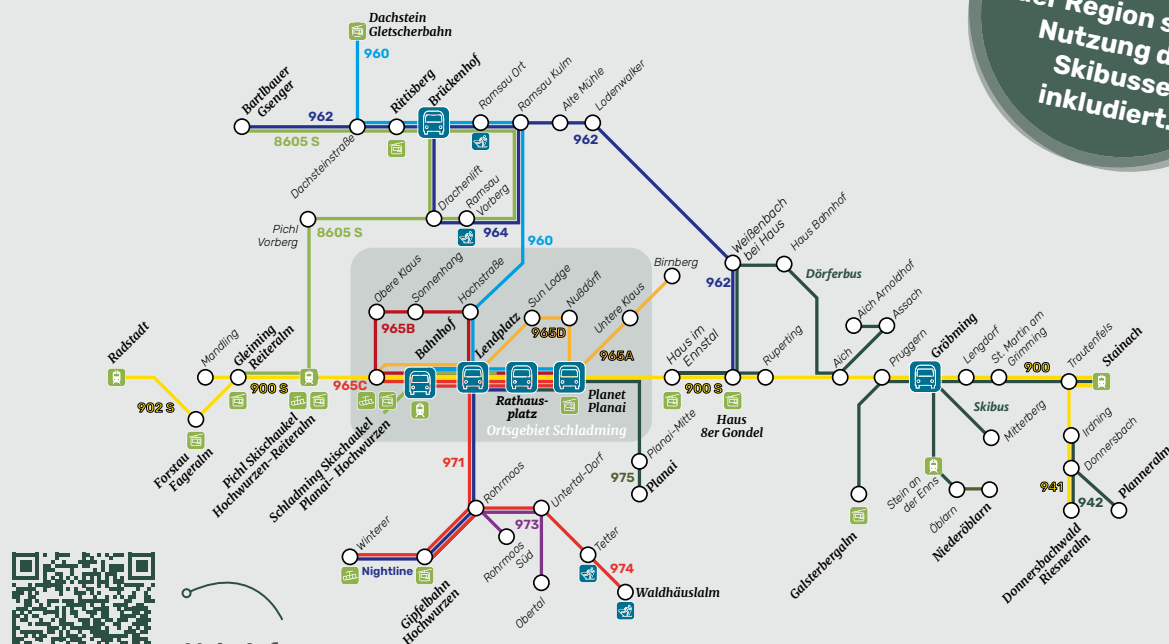 Dachstein
Gletscherbahn
960
der Region s
Nutzung d
Skibusse
inkludiert.
Bartlbauer
Gsenger
Rittisberg
Brückenhof
Ramsau Ort
Ramsau Kulm
Alte Mühle
Lodenwalker
962
8605 S
962
Dachsteinstraße
Drachenlift
Ramsau
Vorberg
964
Pichl
Vorberg
8605 S
960
Weißenbach
bei Haus
Haus Bahnhof
Dörferbus
962
Birnberg
Obere Klaus
Sonnenhang
Hochstraße
Sun Lodge
Nußdörfl
Untere Klaus
965B
965D
965A
Bahnhof
Lendplatz
Aich Arnoldhof
Assach
Radstadt
Mandling
Gleiming
Reiteralm
900 S
965C
902 S
Haus im
Ennstal
900 S
Ruperting
Aich
Pruggern
Gröbming
Lengdorf
St. Martin am
Grimming
900
Trautenfels
Stainach
Rathaus-
platz
Planet
Planai
Ortsgebiet Schladming
Haus
8er Gondel
Skibus
Mitterberg
Irdning
Donnersbach
Forstau
Fageralm
Pichl Skischaukel
Hochwurzen-Reiteralm
Schladming Skischaukel
Planai- Hochwurzen
971
Planai-Mitte
975
Planai
Rohrmoos
Untertal-Dorf
973
Rohrmoos
Süd
Obertal
Tetter
974
Waldhäuslalm
Winterer
Nightline
Gipfelbahn
Hochwurzen
Galsterbergalm
Stein an
der Enns
Öblarn
Niederöblarn
941
942
Planneralm
Donnersbachwald
Riesneralm